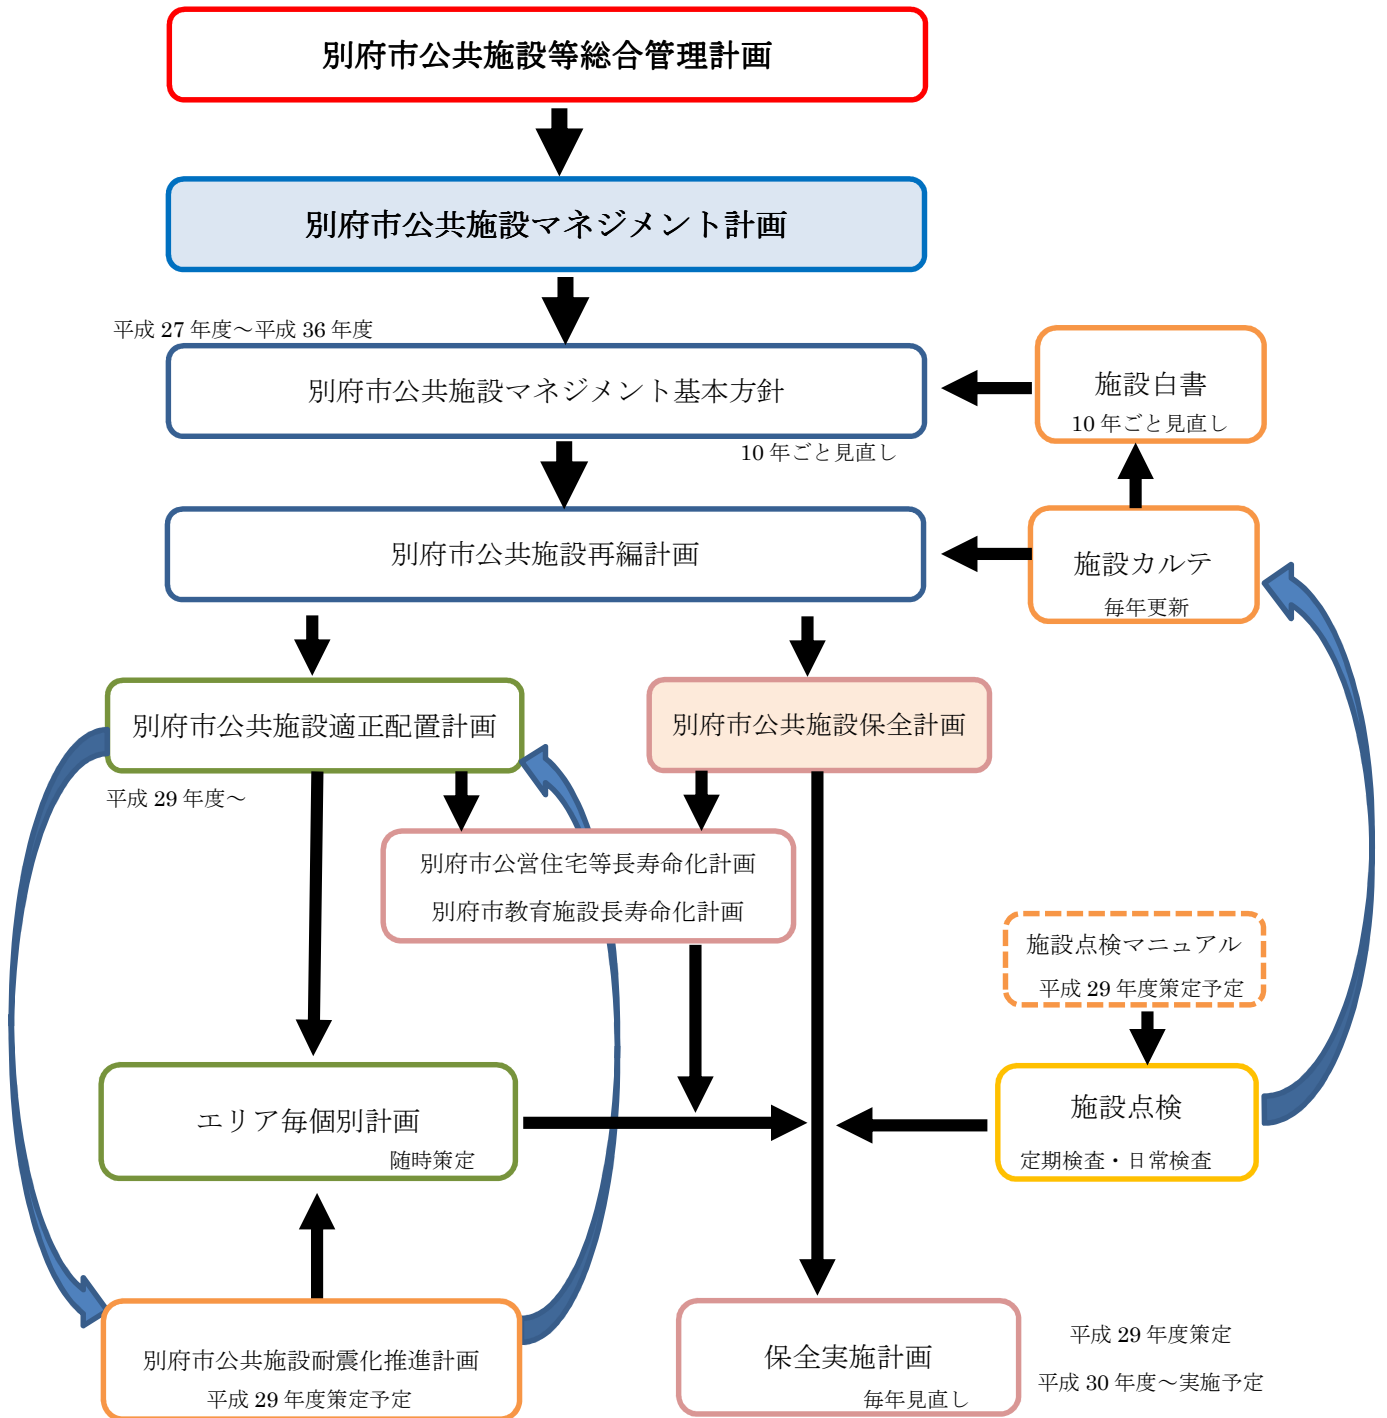 別府市公共施設等総合管理計画
別府市公共施設マネジメント計画
平成 27 年度～平成 36 年度
別府市公共施設マネジメント基本方針
10 年ごと見直し
施設白書
10 年ごと見直し
別府市公共施設再編計画
施設カルテ
毎年更新
別府市公共施設適正配置計画
平成 29 年度～
別府市公共施設保全計画
別府市公営住宅等長寿命化計画
別府市教育施設長寿命化計画
施設点検マニュアル
平成 29 年度策定予定
エリア毎個別計画
随時策定
施設点検
定期検査・日常検査
別府市公共施設耐震化推進計画
平成 29 年度策定予定
保全実施計画
毎年見直し
平成 29 年度策定
平成 30 年度～実施予定